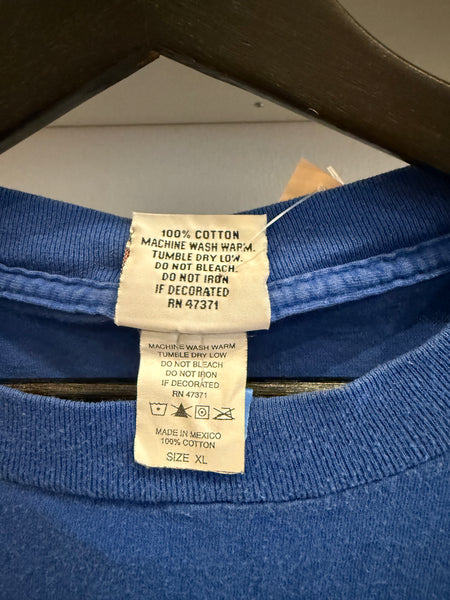 100% COTTON
MACHINE WASH WARM.
TUMBLE DRY LOW.
DO NOT BLEACH.
DO NOT IRON
IF DECORATED
RN 47371
MACHINE WASH WARM
TUMBLE DRY LOW
DO NOT BLEACH
DO NOT IRON
IF DECORATED
RN 47371
MADE IN MEXICO
100% COTTON
SIZE XL